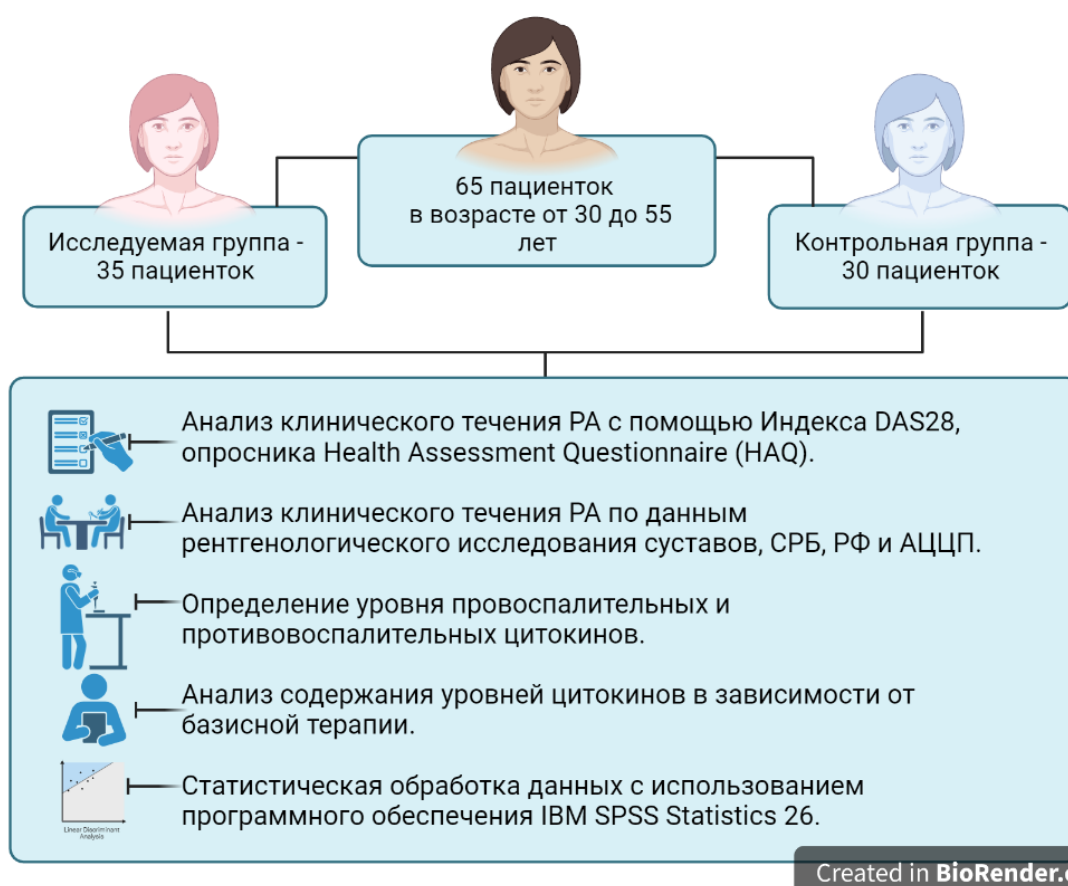 65 пациенток
в возрасте от 30 до 55
лет
Исследуемая группа -
35 пациенток
Контрольная группа -
30 пациенток
Анализ клинического течения РА с помощью Индекса DAS28,
опросника Health Assessment Questionnaire (HAQ).
Анализ клинического течения РА по данным
рентгенологического исследования суставов, СРБ, РФ и АЦЦП.
Определение уровня провоспалительных и
противовоспалительных цитокинов.
Анализ содержания уровней цитокинов в зависимости от
базисной терапии.
Linear Discriminant
Analysis
Статистическая обработка данных с использованием
программного обеспечения IBM SPSS Statistics 26.
Created in BioRender.c